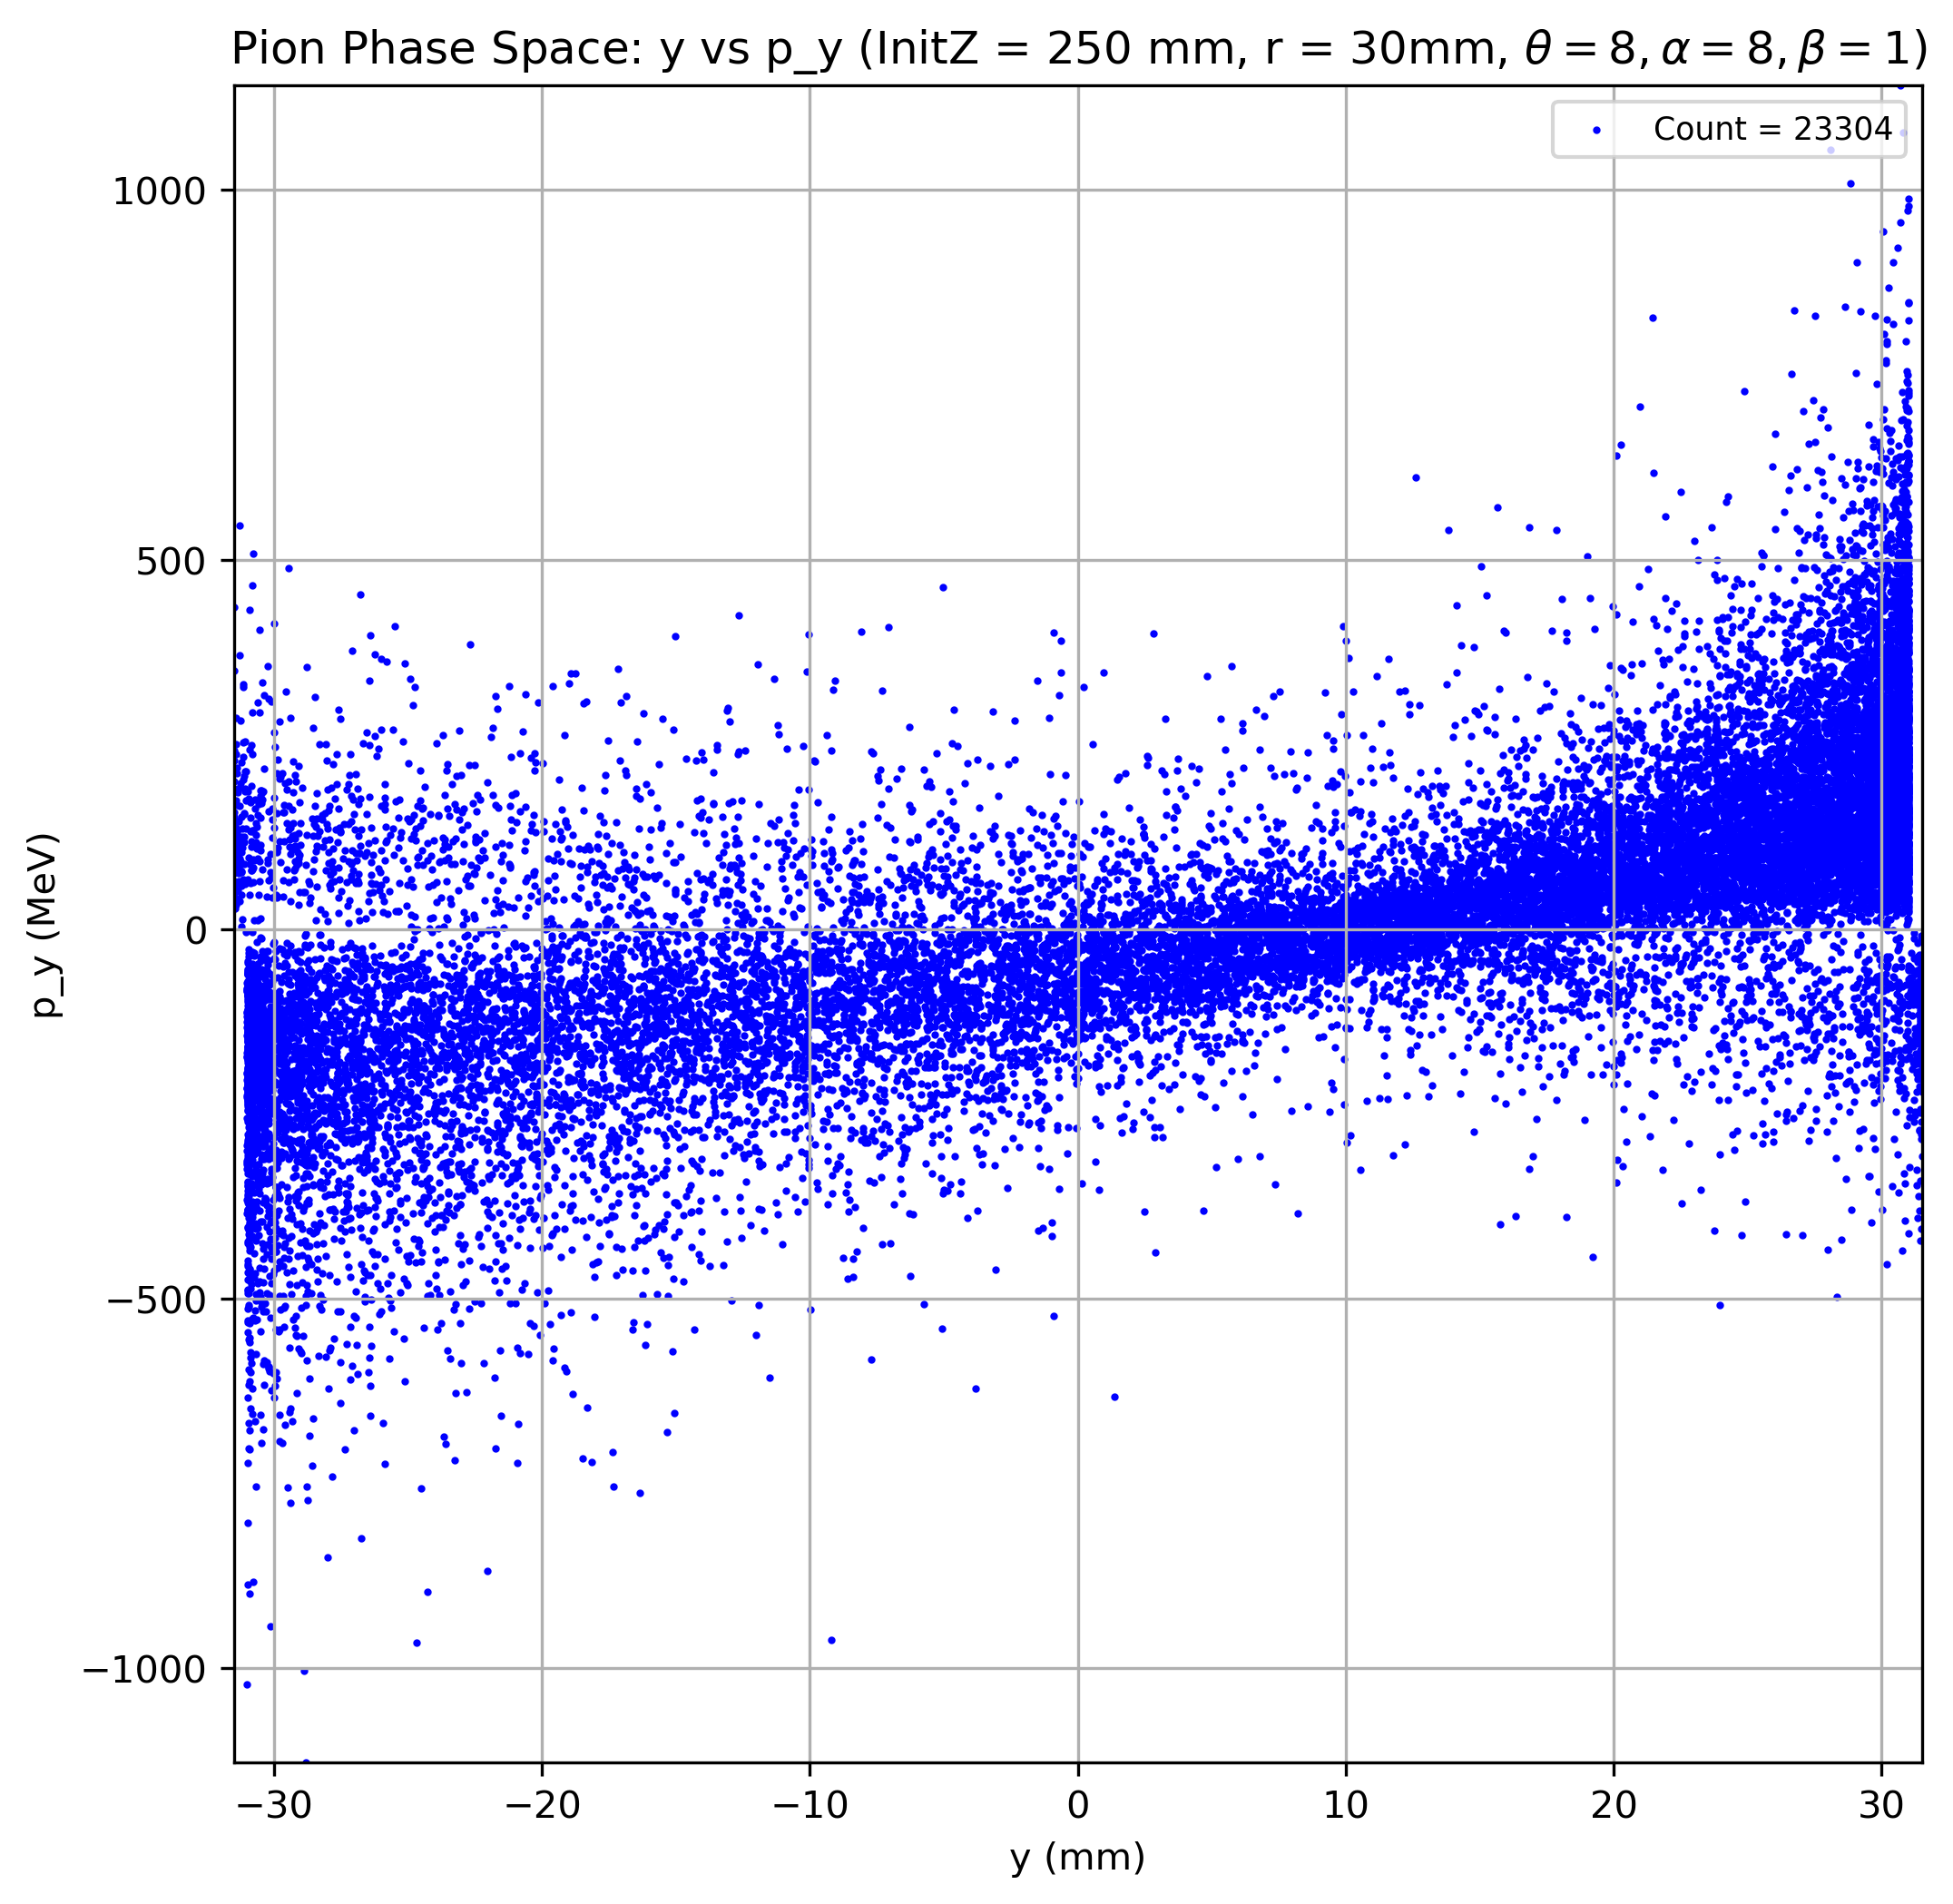 Pion Phase Space: y vs p_y (InitZ = 250 mm, r = 30mm, θ = 8, α = 8, β = 1)
Count = 23304
1000
500
0
−500
−1000
p_y (MeV)
−30 −20 −10 0 10 20 30
y (mm)